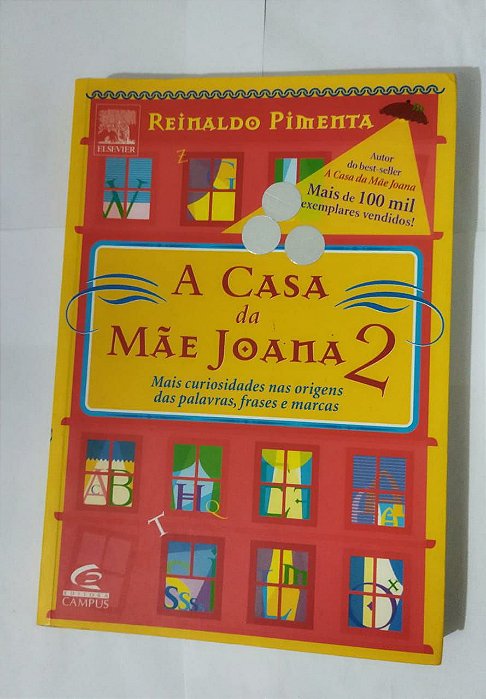 ELSEVIER
REINALDO PIMENTA
Autor
do best-seller
A Casa da Mãe Joana
Mais de 100 mil
exemplares vendidos!
Z
N
A CASA
da
MÃE JOANA 2
Mais curiosidades nas origens
das palavras, frases e marcas
A C B
H Q
T
S S S S
m
x
EDITORA
CAMPUS